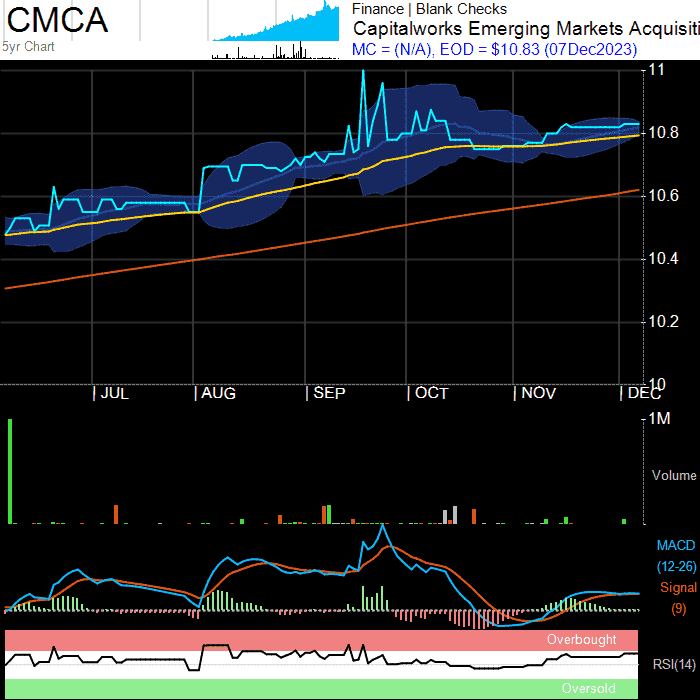 CMCA
5yr Chart
Finance | Blank Checks
Capitalworks Emerging Markets Acquisiti
MC = (N/A), EOD = $10.83 (07Dec2023)
11
10.8
10.6
10.4
10.2
10
| JUL | AUG | SEP | OCT | NOV | DEC
1M
Volume
MACD
(12-26)
Signal
(9)
Overbought
RSI(14)
Oversold